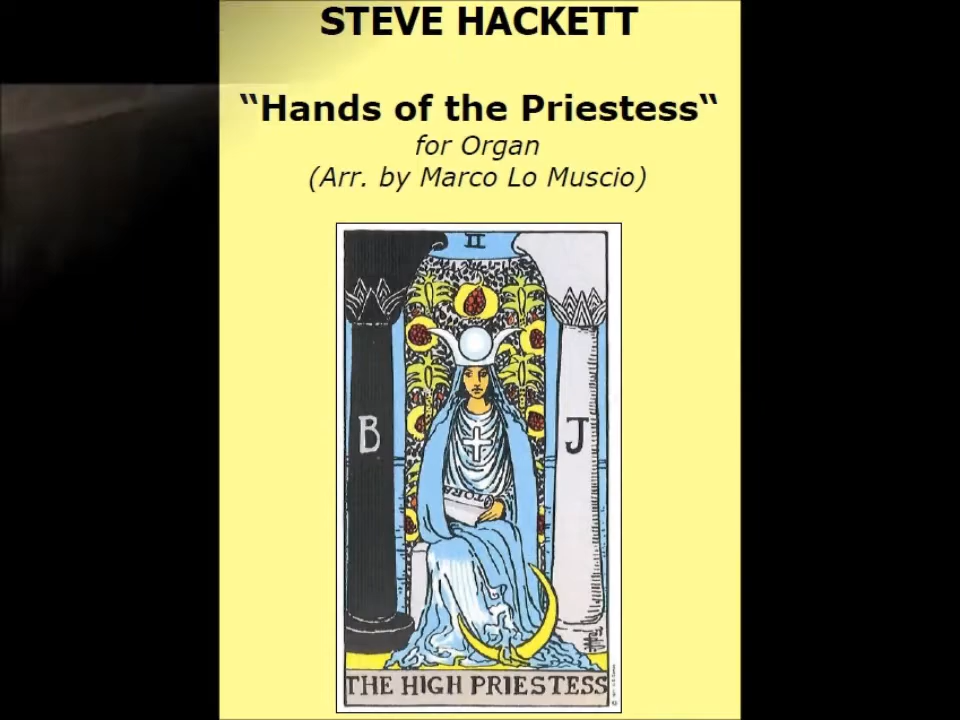 STEVE HACKETT
“Hands of the Priestess“
for Organ
(Arr. by Marco Lo Muscio)
II
B
J
TORA
THE HIGH PRIESTESS